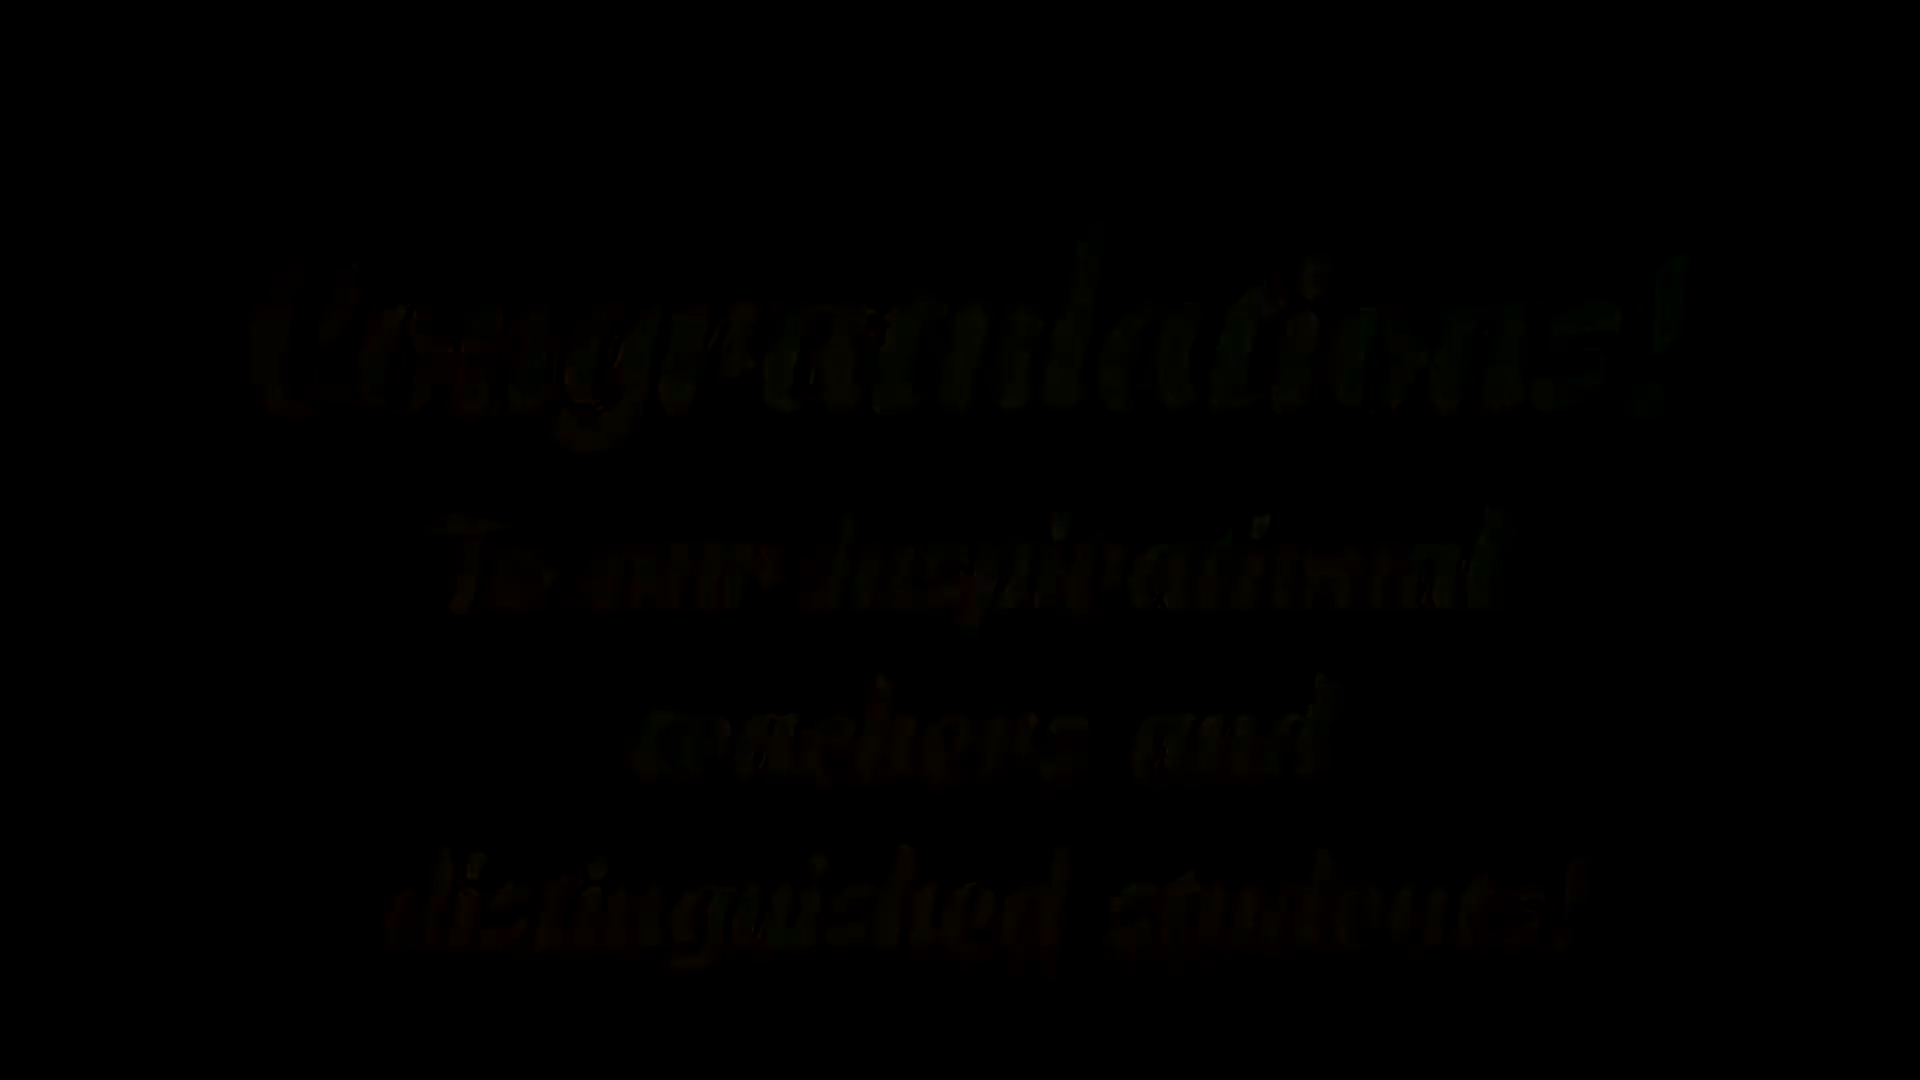 Congratulations!
To our Inspirational
teachers and
distinguished students!